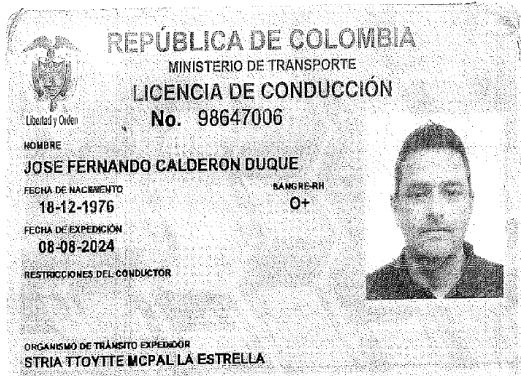 REPÚBLICA DE COLOMBIA
MINISTERIO DE TRANSPORTE
LICENCIA DE CONDUCCIÓN
Libertad y Orden
No. 98647006
NOMBRE
JOSE FERNANDO CALDERON DUQUE
FECHA DE NACIMIENTO SANGRE-RH
18-12-1976 O+
FECHA DE EXPEDICIÓN
08-08-2024
RESTRICCIONES DEL CONDUCTOR
ORGANISMO DE TRÁNSITO EXPEDIDOR
STRIA TTOYTTE MCPAL LA ESTRELLA